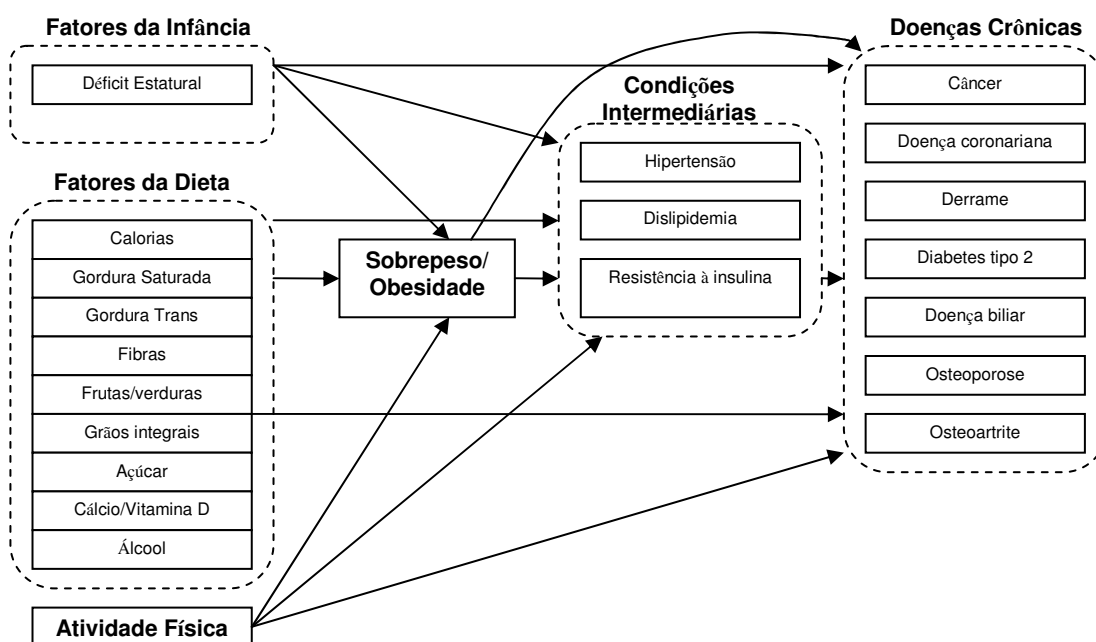 Fatores da Infância
Déficit Estatural
Fatores da Dieta
Calorias
Gordura Saturada
Gordura Trans
Fibras
Frutas/verduras
Grãos integrais
Açúcar
Cálcio/Vitamina D
Álcool
Atividade Física
Sobrepeso/
Obesidade
Condições
Intermediárias
Hipertensão
Dislipidemia
Resistência à insulina
Doenças Crônicas
Câncer
Doença coronariana
Derrame
Diabetes tipo 2
Doença biliar
Osteoporose
Osteoartrite